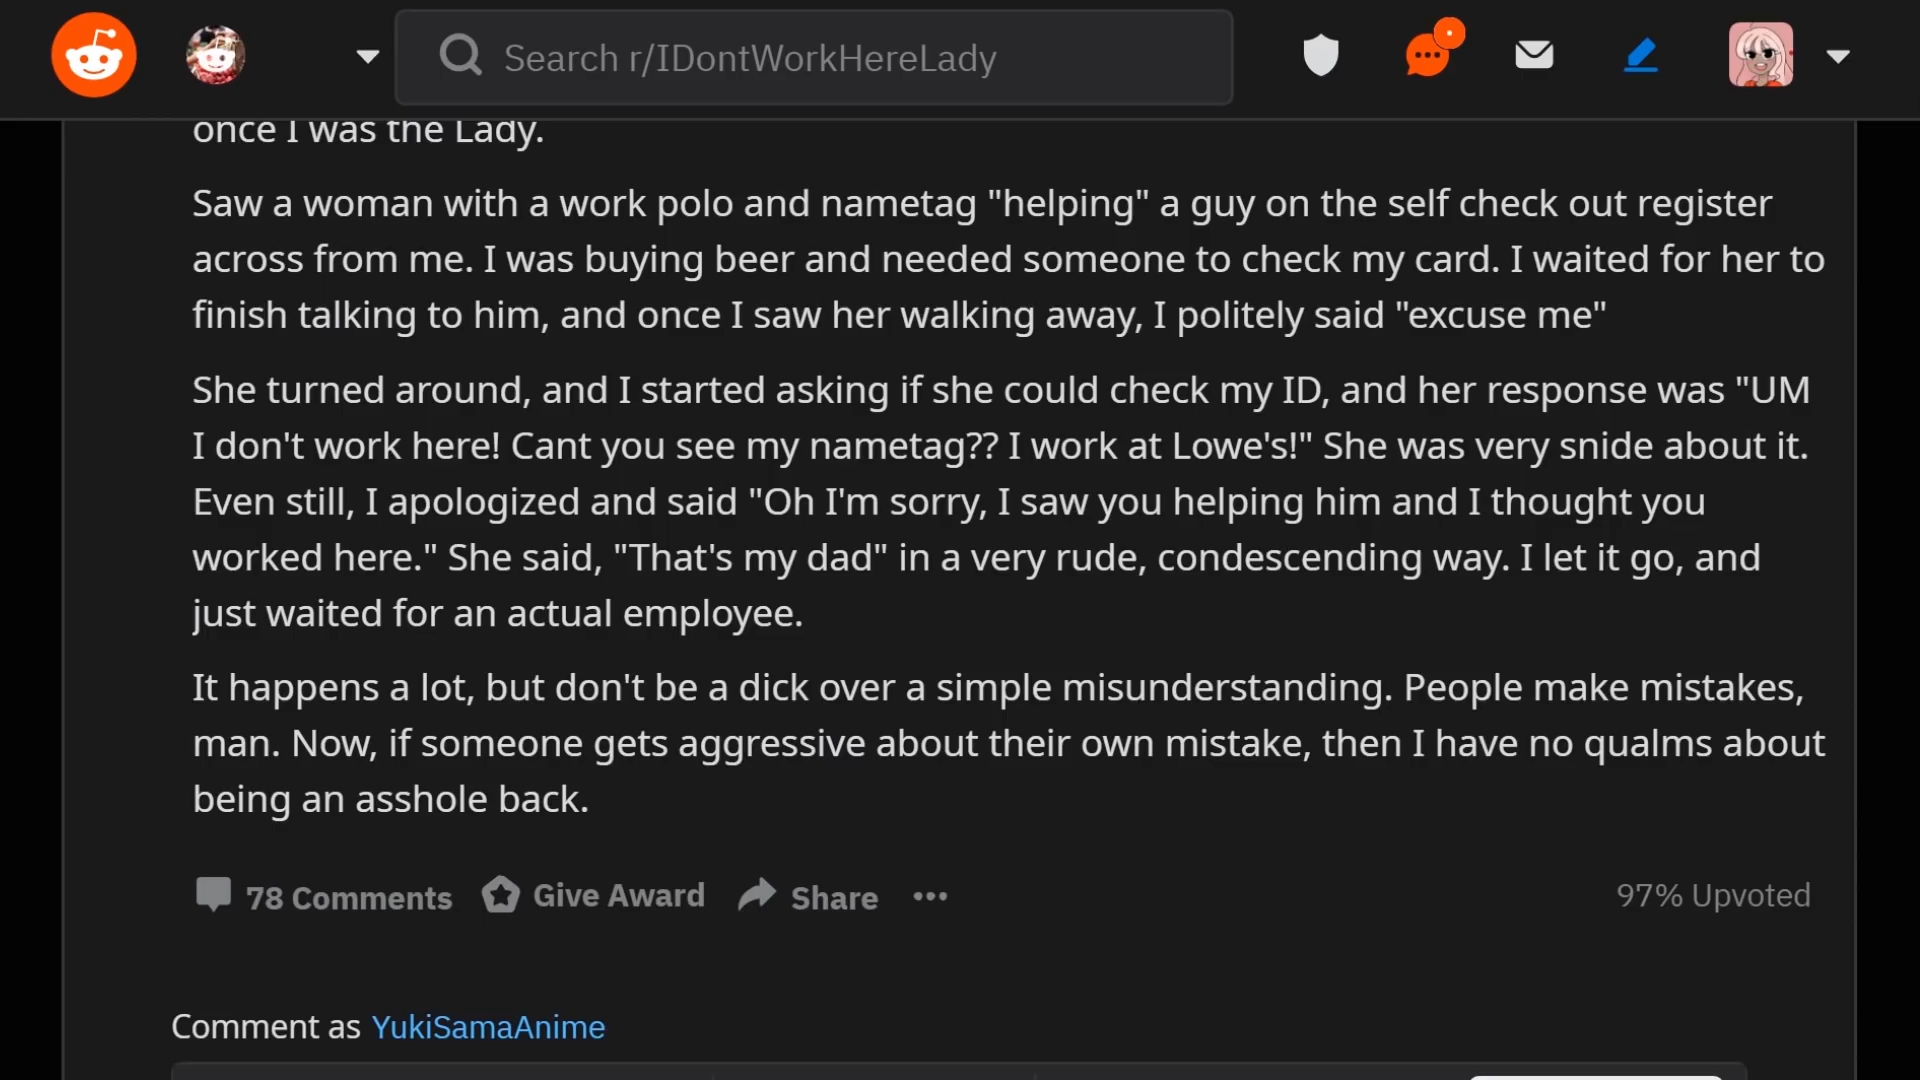 Search r/IDontWorkHereLady
once I was the Lady.
Saw a woman with a work polo and nametag "helping" a guy on the self check out register
across from me. I was buying beer and needed someone to check my card. I waited for her to
finish talking to him, and once I saw her walking away, I politely said "excuse me"
She turned around, and I started asking if she could check my ID, and her response was "UM
I don't work here! Cant you see my nametag?? I work at Lowe's!" She was very snide about it.
Even still, I apologized and said "Oh I'm sorry, I saw you helping him and I thought you
worked here." She said, "That's my dad" in a very rude, condescending way. I let it go, and
just waited for an actual employee.
It happens a lot, but don't be a dick over a simple misunderstanding. People make mistakes,
man. Now, if someone gets aggressive about their own mistake, then I have no qualms about
being an asshole back.
78 Comments Give Award Share 97% Upvoted
Comment as YukiSamaAnime